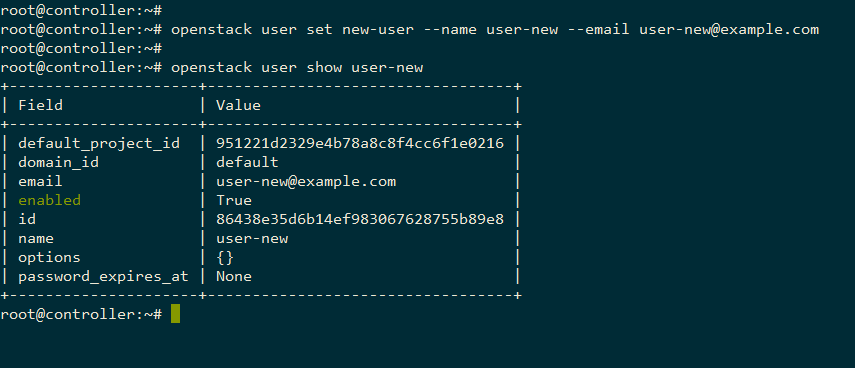 root@controller:~#
root@controller:~# openstack user set new-user --name user-new --email user-new@example.com
root@controller:~#
root@controller:~# openstack user show user-new
+---------------------+----------------------------------+
| Field               | Value                            |
+---------------------+----------------------------------+
| default_project_id  | 951221d2329e4b78a8c8f4cc6f1e0216 |
| domain_id           | default                          |
| email               | user-new@example.com             |
| enabled             | True                             |
| id                  | 86438e35d6b14ef983067628755b89e8 |
| name                | user-new                         |
| options             | {}                               |
| password_expires_at | None                             |
+---------------------+----------------------------------+
root@controller:~#